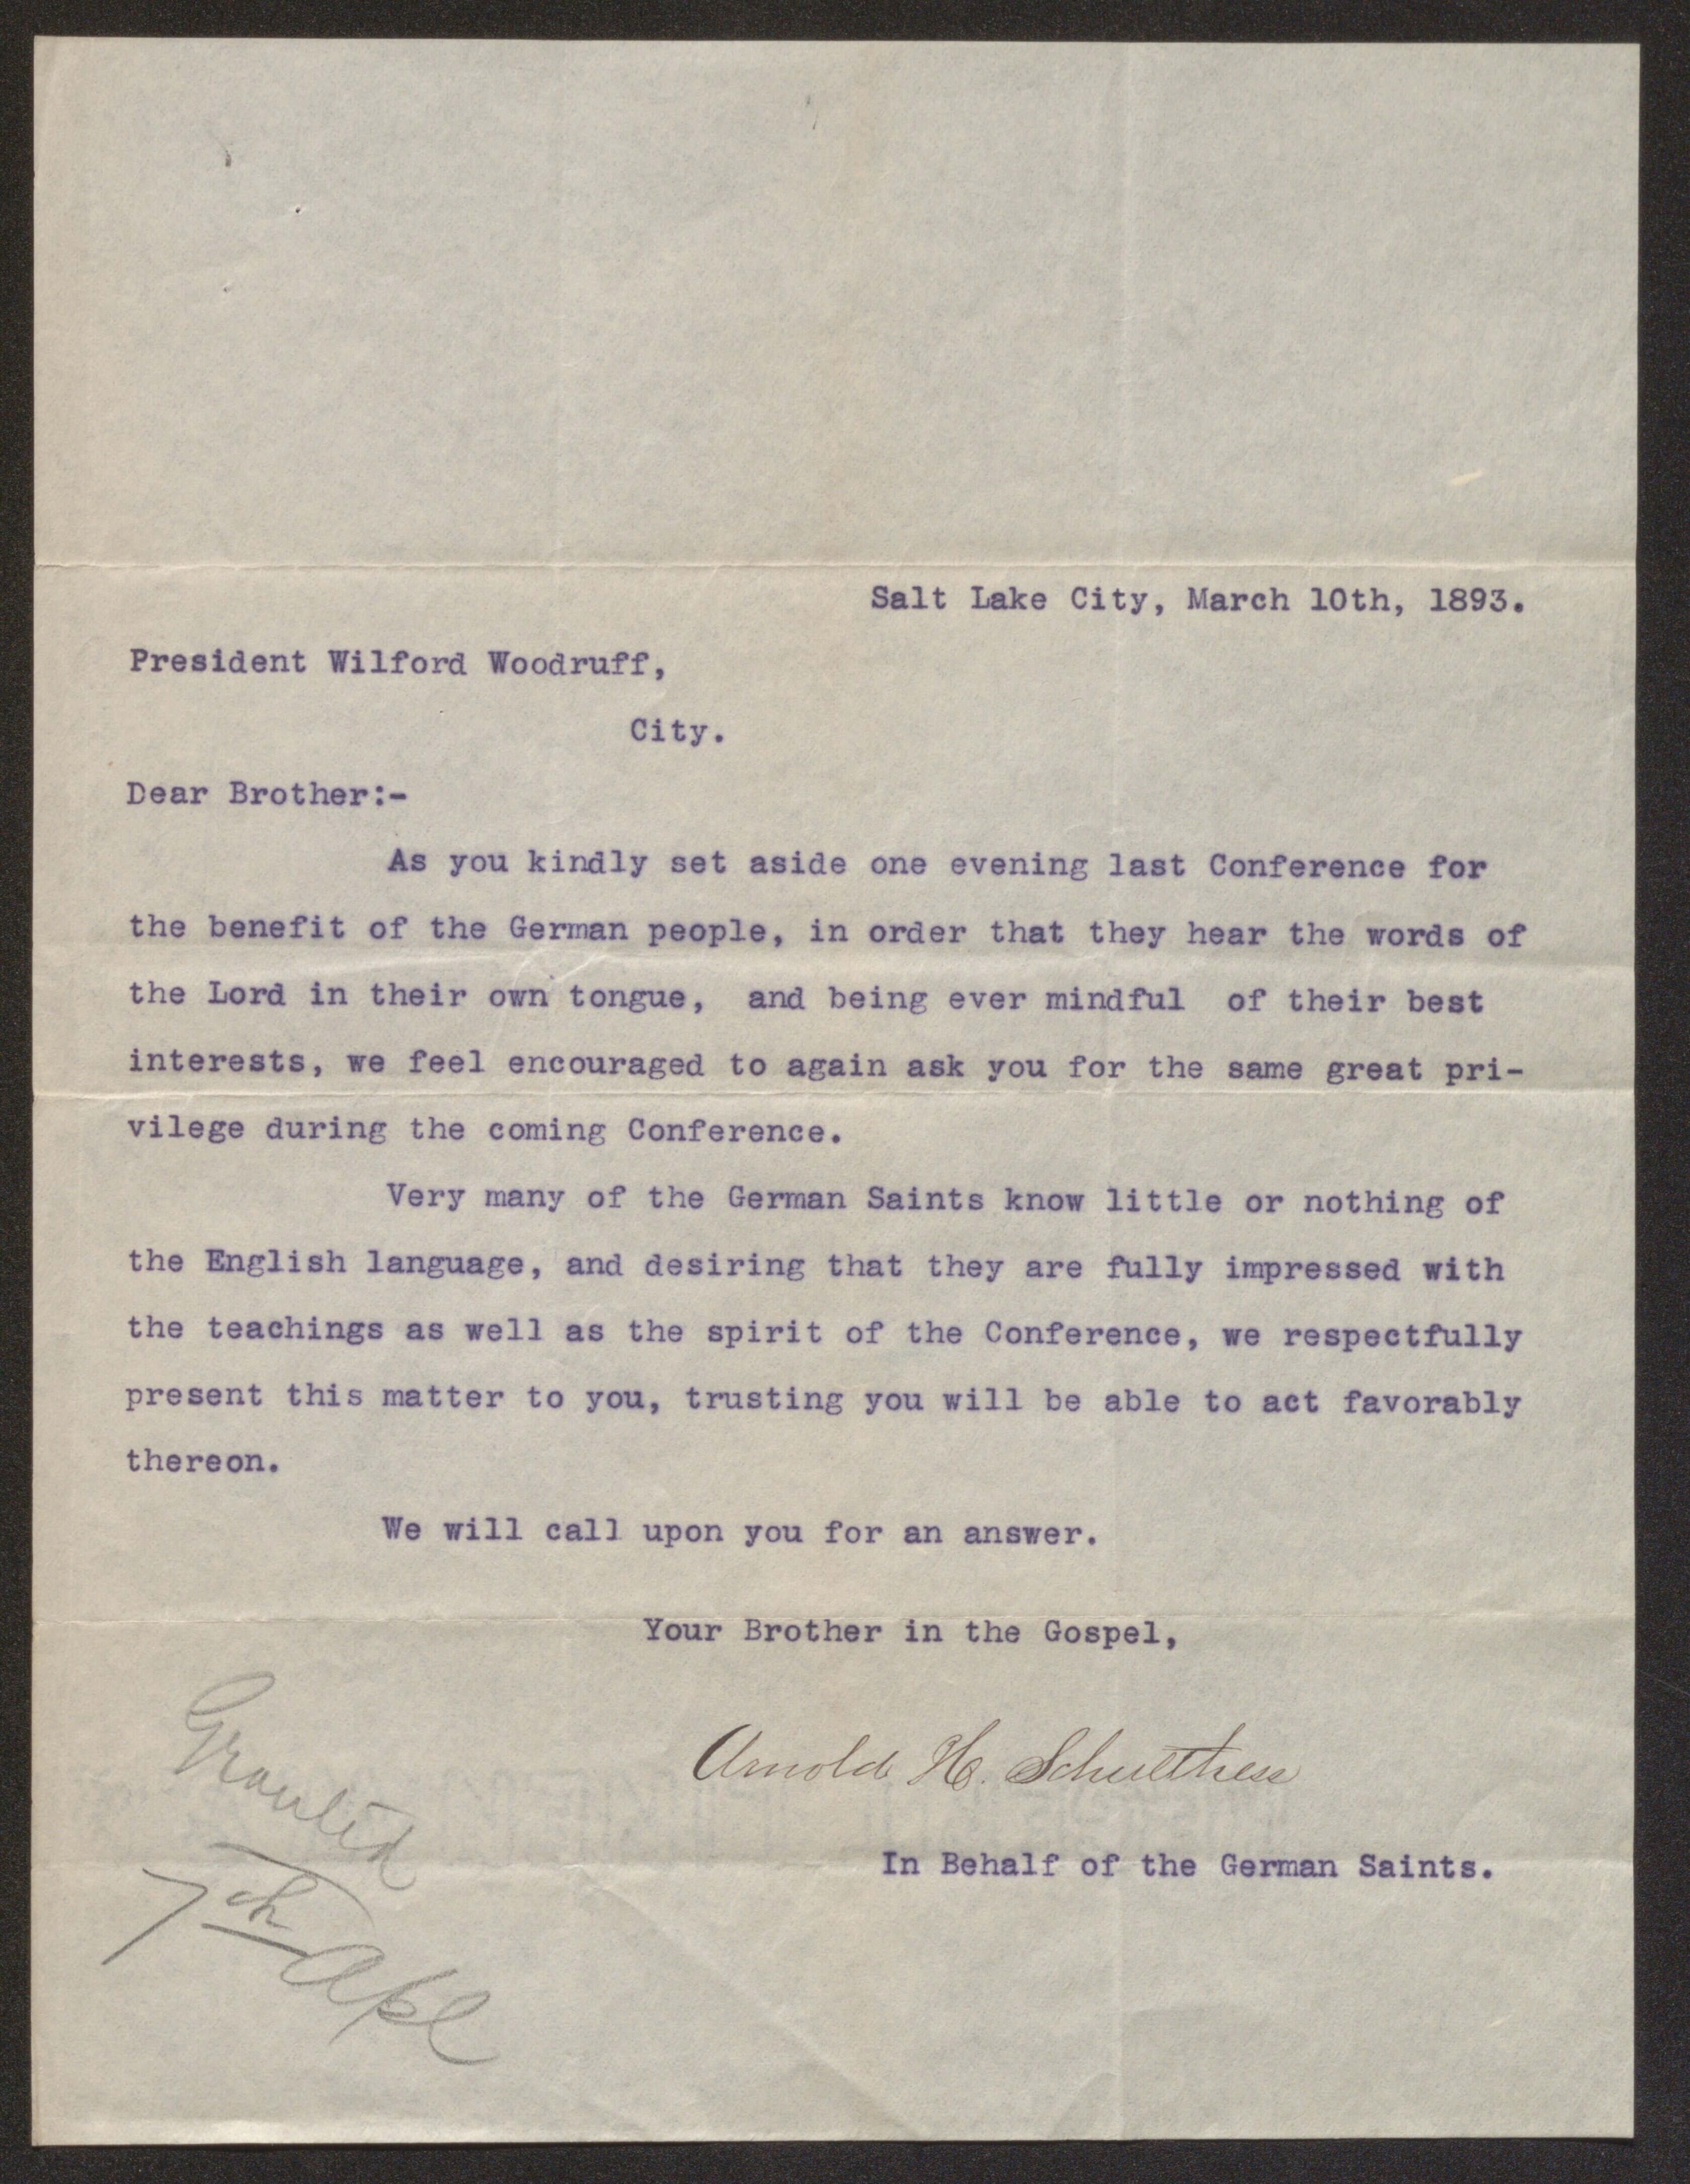 Salt Lake City, March 10th, 1893.
President Wilford Woodruff,
City.
Dear Brother:-
As you kindly set aside one evening last Conference for
the benefit of the German people, in order that they hear the words of
the Lord in their own tongue, and being ever mindful of their best
interests, we feel encouraged to again ask you for the same great pri-
vilege during the coming Conference.
Very many of the German Saints know little or nothing of
the English language, and desiring that they are fully impressed with
the teachings as well as the spirit of the Conference, we respectfully
present this matter to you, trusting you will be able to act favorably
thereon.
We will call upon you for an answer.
Your Brother in the Gospel,
Arnold H. Schulthess
In Behalf of the German Saints.
Granted
7th Apl